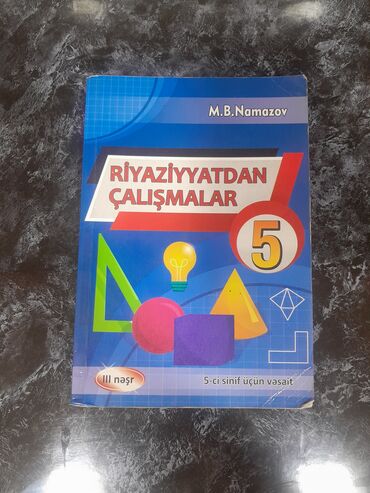 M.B.Namazov
RİYAZİYYATDAN
ÇALIŞMALAR
5
III nəşr
5-ci sinif üçün vəsait